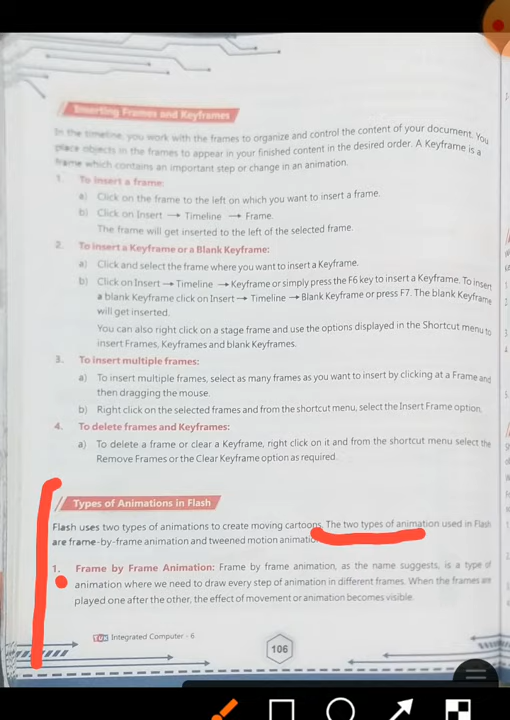 Inserting Frames and Keyframes
In the timeline, you work with the frames to organize and control the content of your document. You
place objects in the frames to appear in your finished content in the desired order. A Keyframe is a
frame which contains an important step or change in an animation.
1. To insert a frame:
a) Click on the frame to the left on which you want to insert a frame.
b) Click on Insert → Timeline → Frame.
The frame will get inserted to the left of the selected frame.
2. To insert a Keyframe or a Blank Keyframe:
a) Click and select the frame where you want to insert a Keyframe.
b) Click on Insert → Timeline → Keyframe or simply press the F6 key to insert a Keyframe. To insert
a blank Keyframe click on Insert → Timeline → Blank Keyframe or press F7. The blank Keyframe
will get inserted.
You can also right click on a stage frame and use the options displayed in the Shortcut menu to
insert Frames, Keyframes and blank Keyframes.
3. To insert multiple frames:
a) To insert multiple frames, select as many frames as you want to insert by clicking at a Frame and
then dragging the mouse.
b) Right click on the selected frames and from the shortcut menu, select the Insert Frame option.
4. To delete frames and Keyframes:
a) To delete a frame or clear a Keyframe, right click on it and from the shortcut menu select the
Remove Frames or the Clear Keyframe option as required.
Types of Animations in Flash
Flash uses two types of animations to create moving cartoons. The two types of animation used in Flash
are frame-by-frame animation and tweened motion
1. Frame by Frame Animation: Frame by frame animation, as the name suggests, is a type of
animation where we need to draw every step of animation in different frames. When the frames are
played one after the other, the effect of movement or animation becomes visible.
Integrated Computer - 6
106